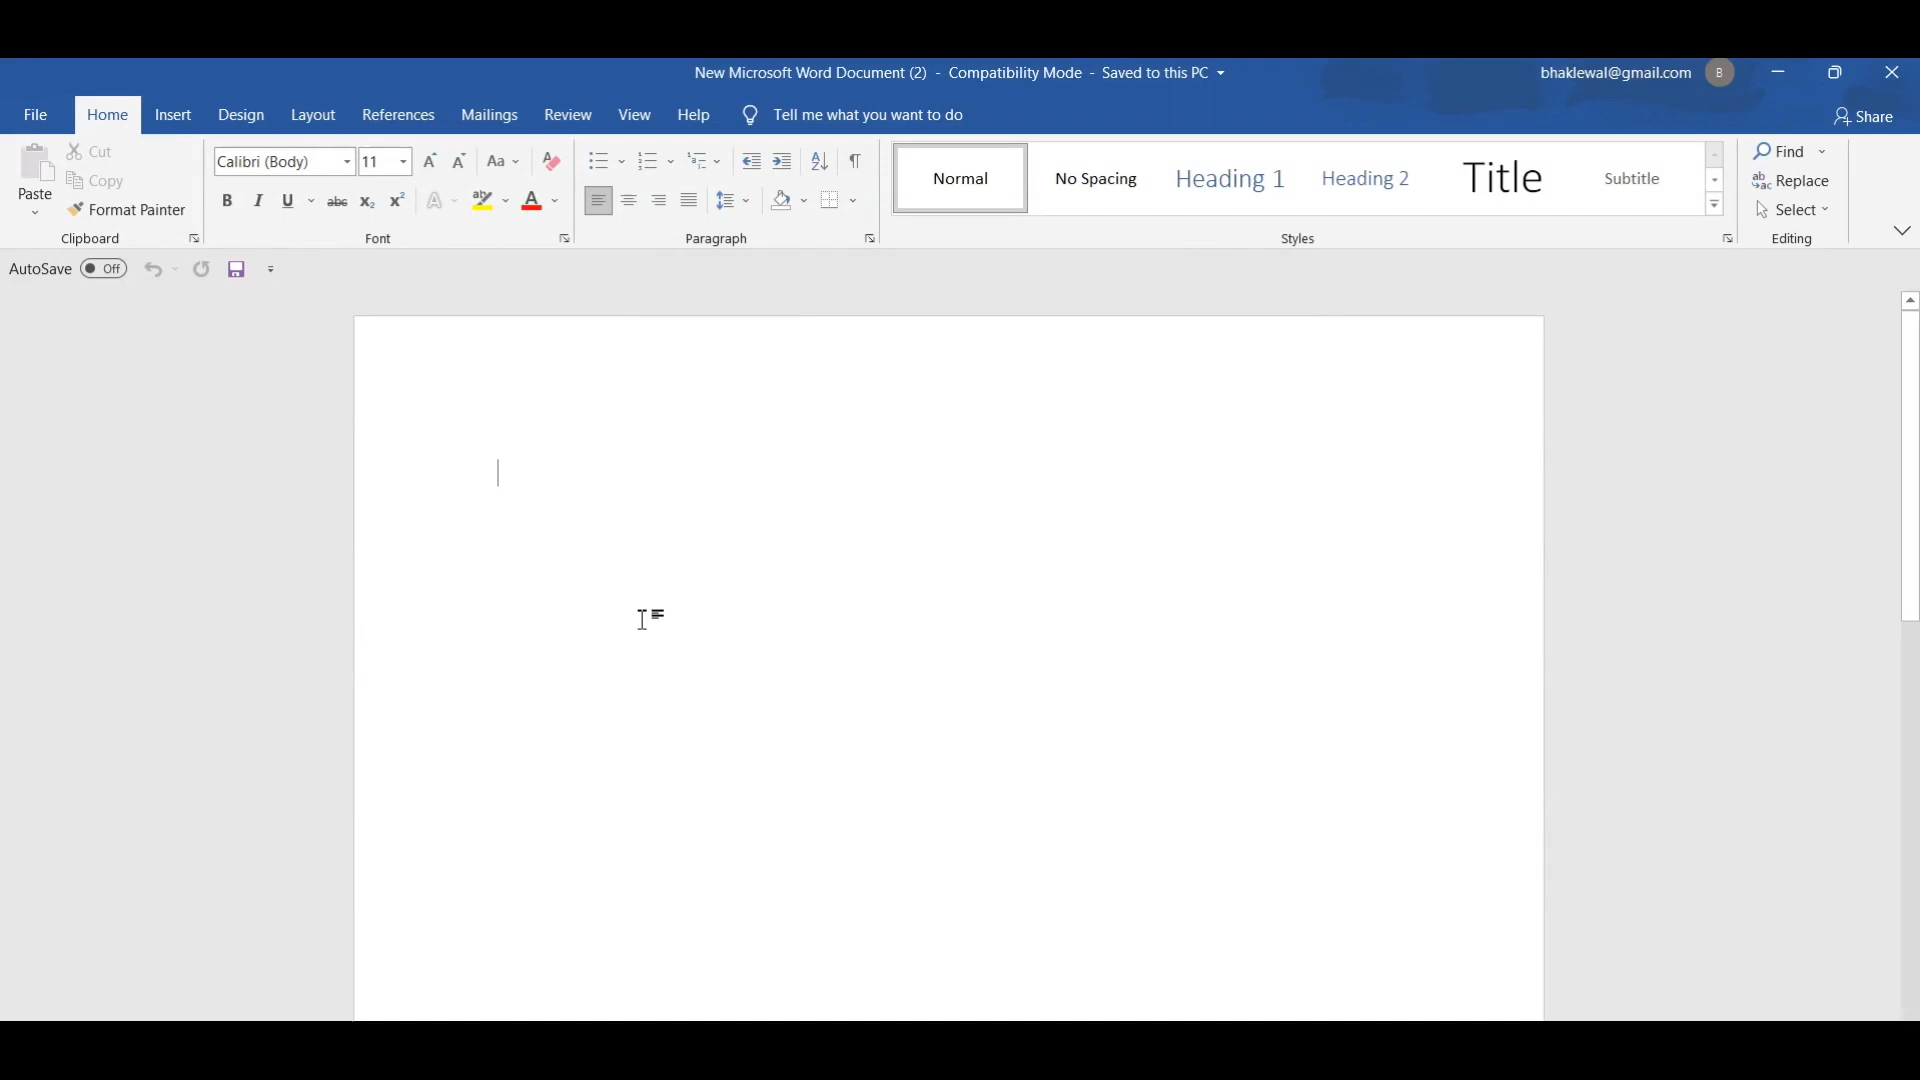 New Microsoft Word Document (2) - Compatibility Mode - Saved to this PC
bhaklewal@gmail.com B
File Home Insert Design Layout References Mailings Review View Help Tell me what you want to do Share
Paste
Cut
Copy
Format Painter
Clipboard
Calibri (Body) 11 A A Aa A
B I U abc x₂ x² A ab A
Font
A Z ¶
Paragraph
Normal No Spacing Heading 1 Heading 2 Title Subtitle
Styles
Find
Replace
Select
Editing
AutoSave Off